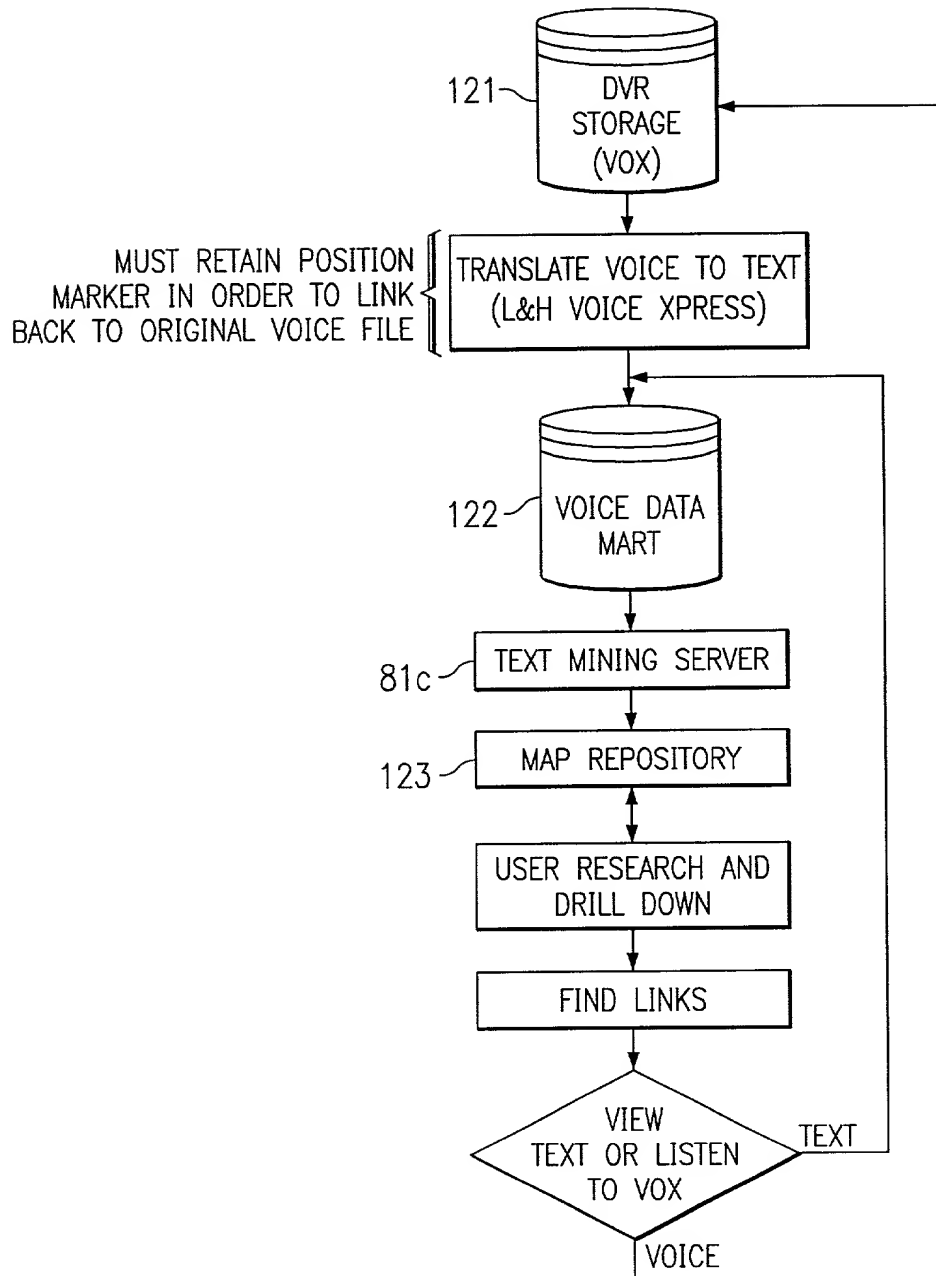 121
DVR
STORAGE
(VOX)
MUST RETAIN POSITION
MARKER IN ORDER TO LINK
BACK TO ORIGINAL VOICE FILE
TRANSLATE VOICE TO TEXT
(L&H VOICE XPRESS)
122
VOICE DATA
MART
81c
TEXT MINING SERVER
123
MAP REPOSITORY
USER RESEARCH AND
DRILL DOWN
FIND LINKS
VIEW
TEXT OR LISTEN
TO VOX
TEXT
VOICE